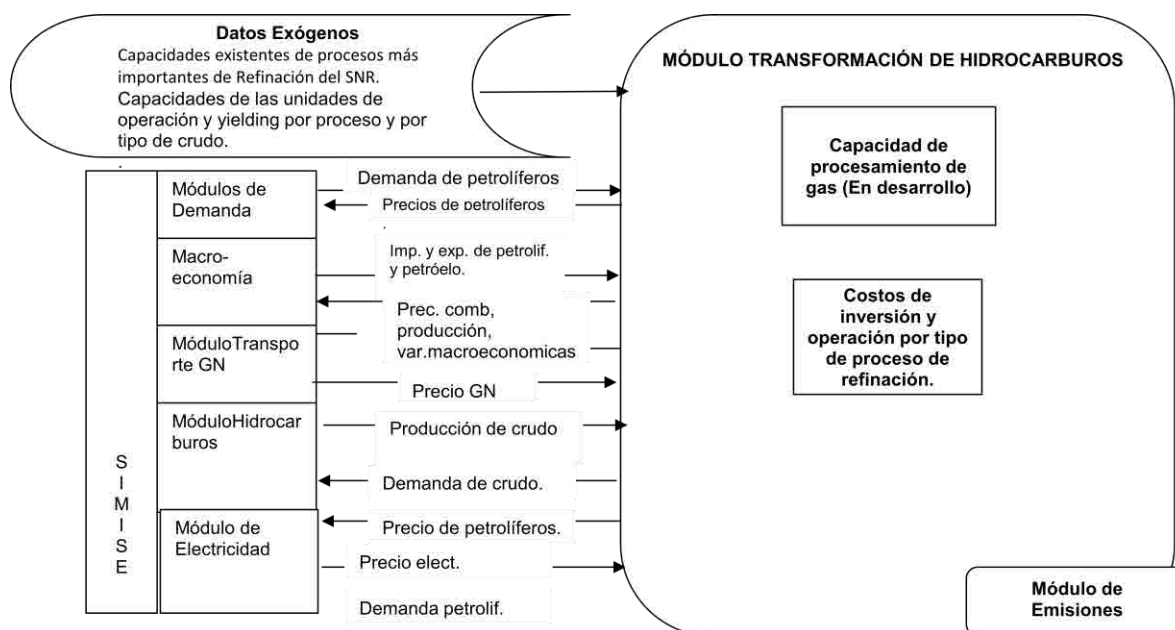 Datos Exógenos
Capacidades existentes de procesos más
importantes de Refinación del SNR.
Capacidades de las unidades de
operación y yielding por proceso y por
tipo de crudo.
.
MÓDULO TRANSFORMACIÓN DE HIDROCARBUROS
Capacidad de
procesamiento de
gas (En desarrollo)
Costos de
inversión y
operación por tipo
de proceso de
refinación.
Módulo de
Emisiones
S
I
M
I
S
E
Módulos de
Demanda
Demanda de petrolíferos
Precios de petrolíferos
.
Macro-
economía
Imp. y exp. de petrolif.
y petróelo.
Prec. comb,
producción,
var.macroeconomicas
MóduloTranspo
rte GN
Precio GN
MóduloHidrocar
buros
Producción de crudo
Demanda de crudo.
Módulo de
Electricidad
Precio de petrolíferos.
Precio elect.
Demanda petrolif.